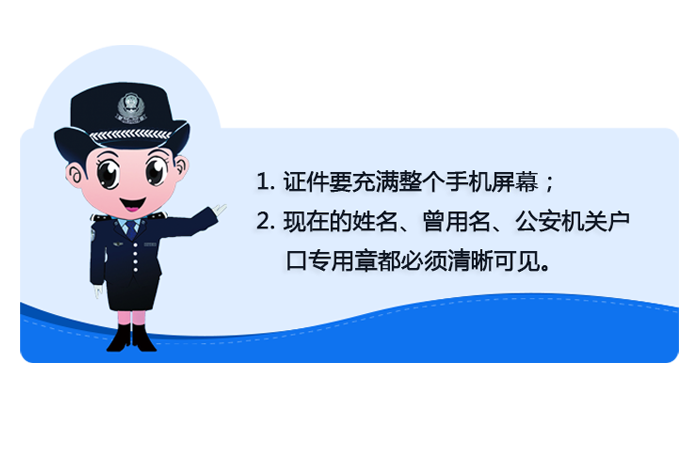 1. 证件要充满整个手机屏幕；
2. 现在的姓名、曾用名、公安机关户
口专用章都必须清晰可见。